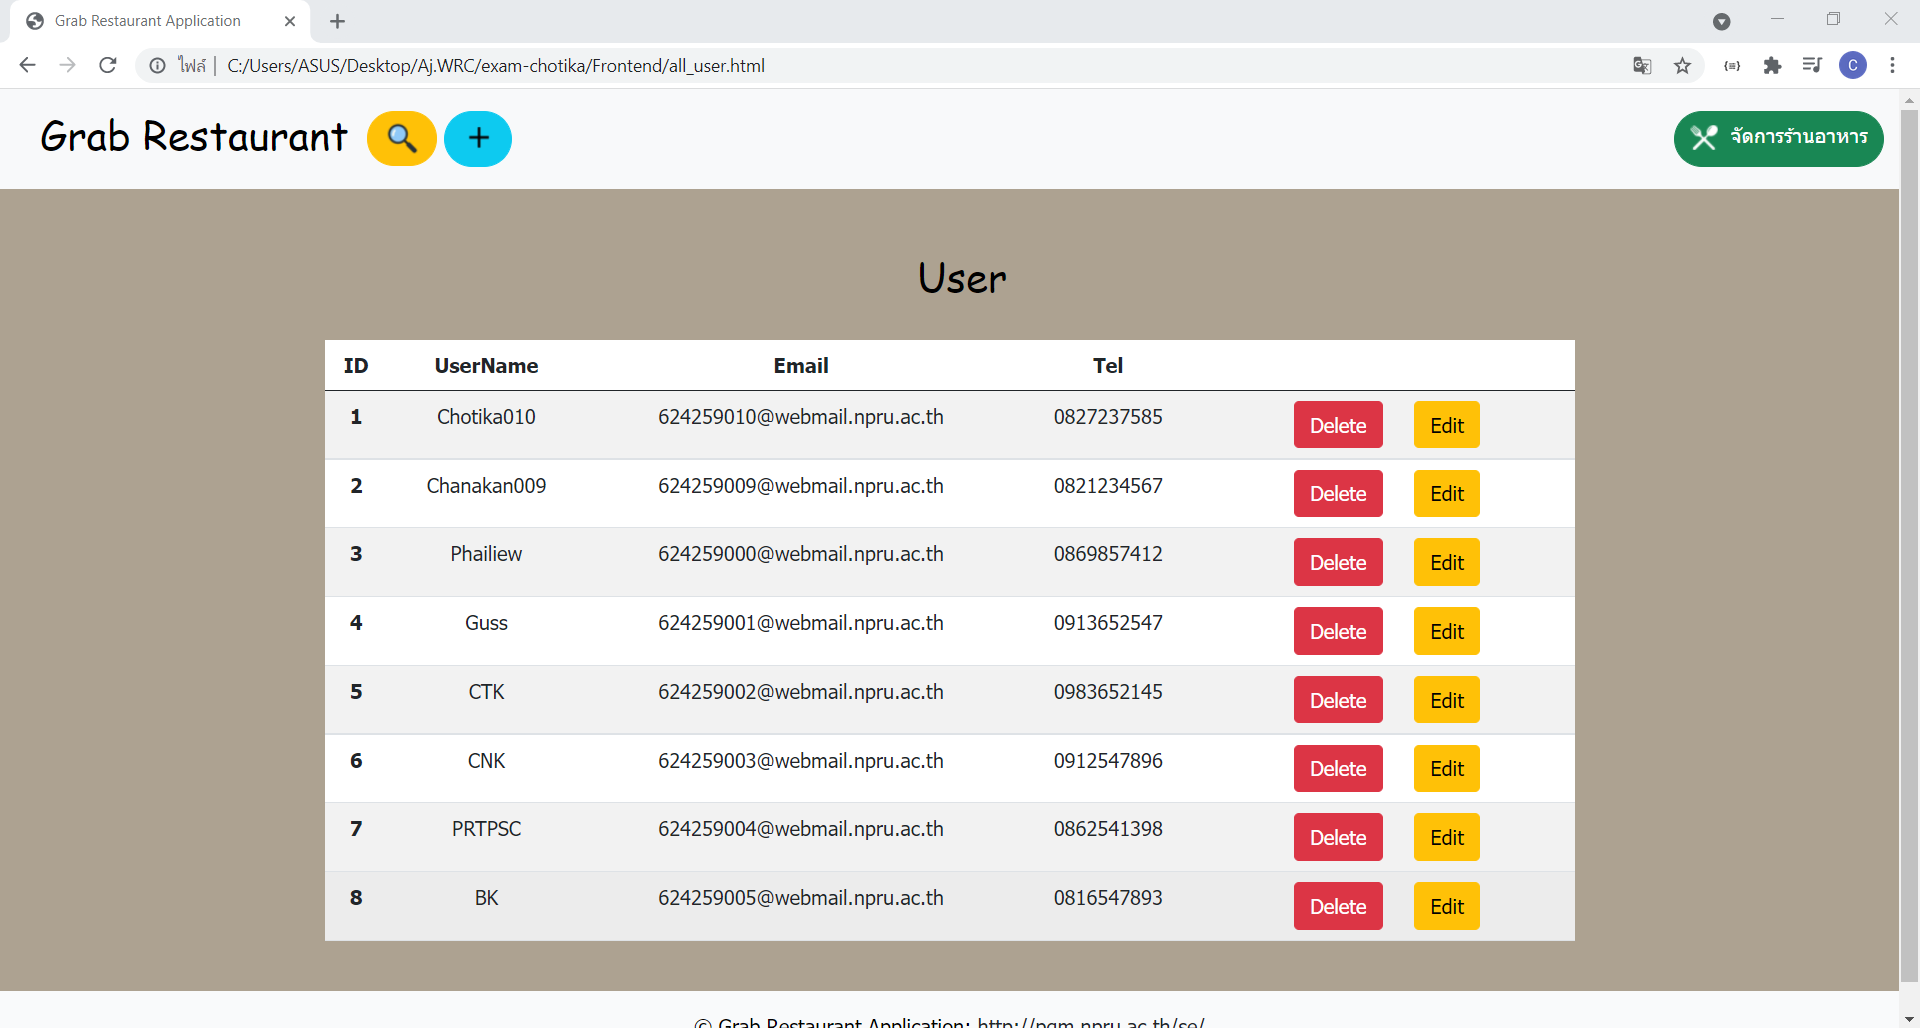 Grab Restaurant Application
ไฟล์ | C:/Users/ASUS/Desktop/Aj.WRC/exam-chotika/Frontend/all_user.html
C
Grab Restaurant + จัดการร้านอาหาร
User
ID UserName Email Tel
1 Chotika010 624259010@webmail.npru.ac.th 0827237585 Delete Edit
2 Chanakan009 624259009@webmail.npru.ac.th 0821234567 Delete Edit
3 Phailiew 624259000@webmail.npru.ac.th 0869857412 Delete Edit
4 Guss 624259001@webmail.npru.ac.th 0913652547 Delete Edit
5 CTK 624259002@webmail.npru.ac.th 0983652145 Delete Edit
6 CNK 624259003@webmail.npru.ac.th 0912547896 Delete Edit
7 PRTPSC 624259004@webmail.npru.ac.th 0862541398 Delete Edit
8 BK 624259005@webmail.npru.ac.th 0816547893 Delete Edit
© Grab Restaurant Application: http://pgm.npru.ac.th/se/